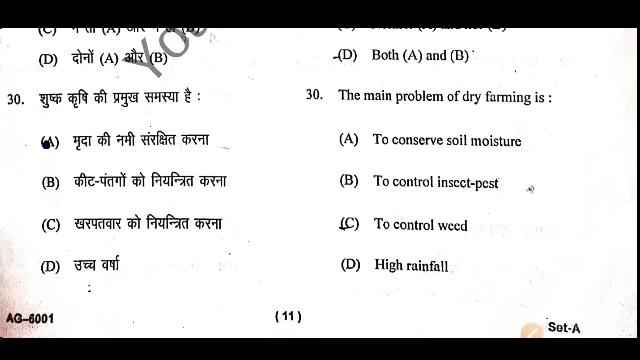 (D) दोनों (A) और (B)
30. शुष्क कृषि की प्रमुख समस्या है :
(A) मृदा की नमी संरक्षित करना
(B) कीट-पंतगों को नियन्त्रित करना
(C) खरपतवार को नियन्त्रित करना
(D) उच्च वर्षा
AG–6001
(D) Both (A) and (B)
30. The main problem of dry farming is :
(A) To conserve soil moisture
(B) To control insect-pest
(C) To control weed
(D) High rainfall
(11)
Set-A